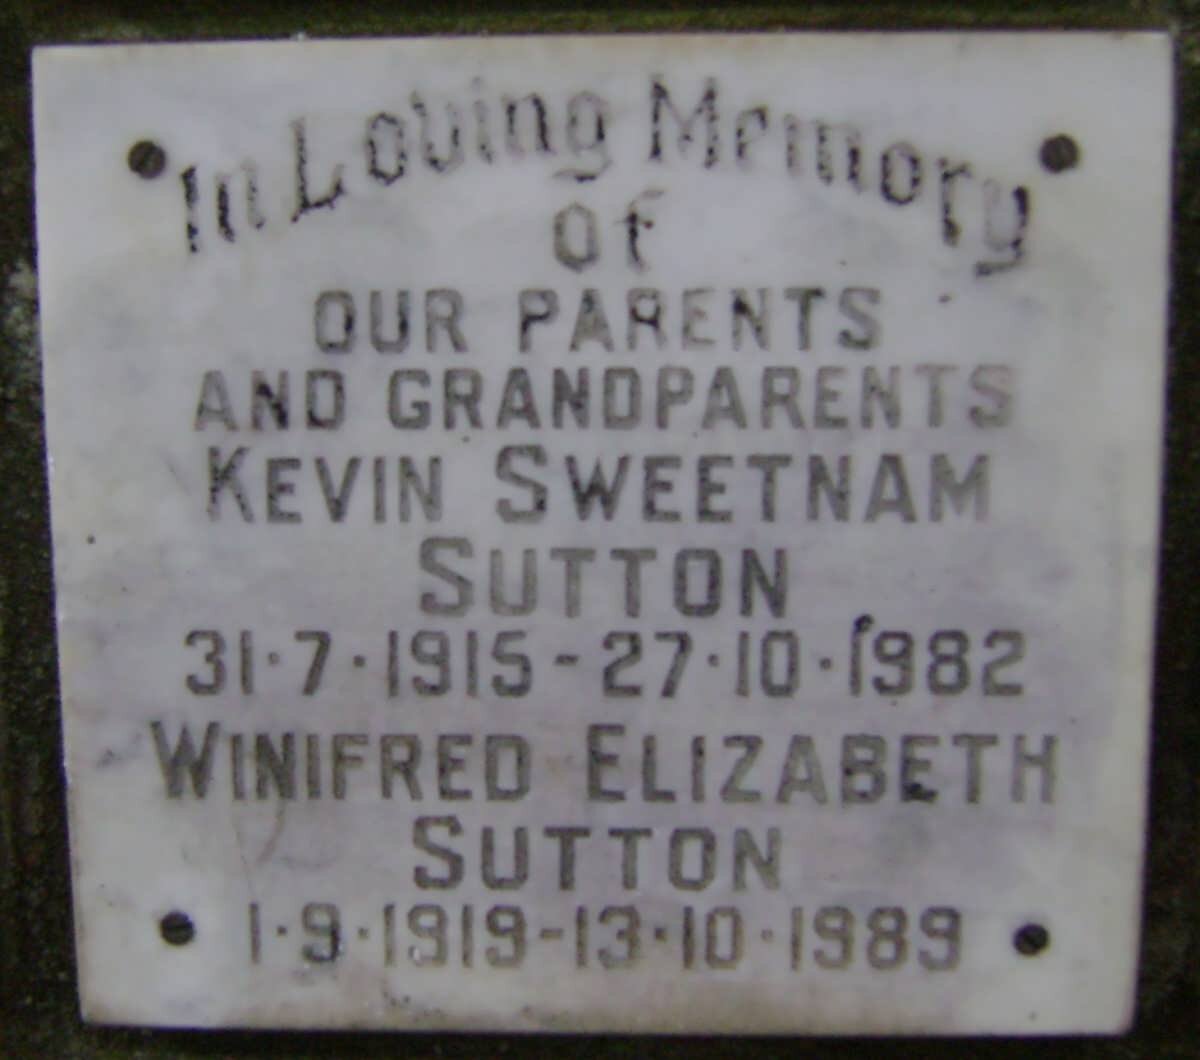 In Loving Memory
of
OUR PARENTS
AND GRANDPARENTS
KEVIN SWEETNAM
SUTTON
31·7·1915-27·10·1982
WINIFRED ELIZABETH
SUTTON
1·9·1919-13·10·1989